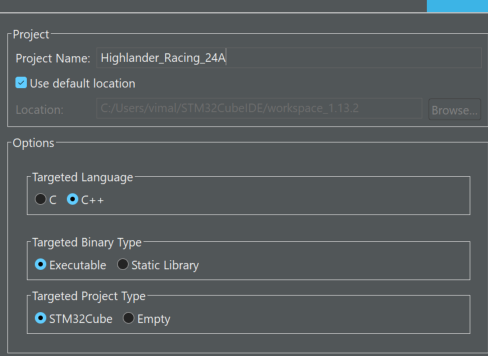 Project
Project Name: Highlander_Racing_24A
Use default location
Location: C:/Users/vimal/STM32CubeIDE/workspace_1.13.2 Browse...
Options
Targeted Language
C C++
Targeted Binary Type
Executable Static Library
Targeted Project Type
STM32Cube Empty